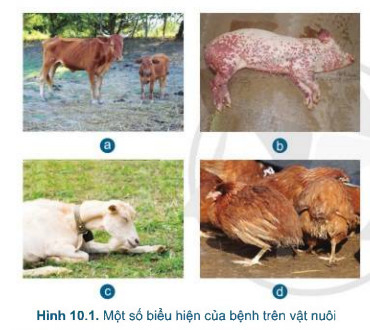 a
b
c
d
Hình 10.1. Một số biểu hiện của bệnh trên vật nuôi